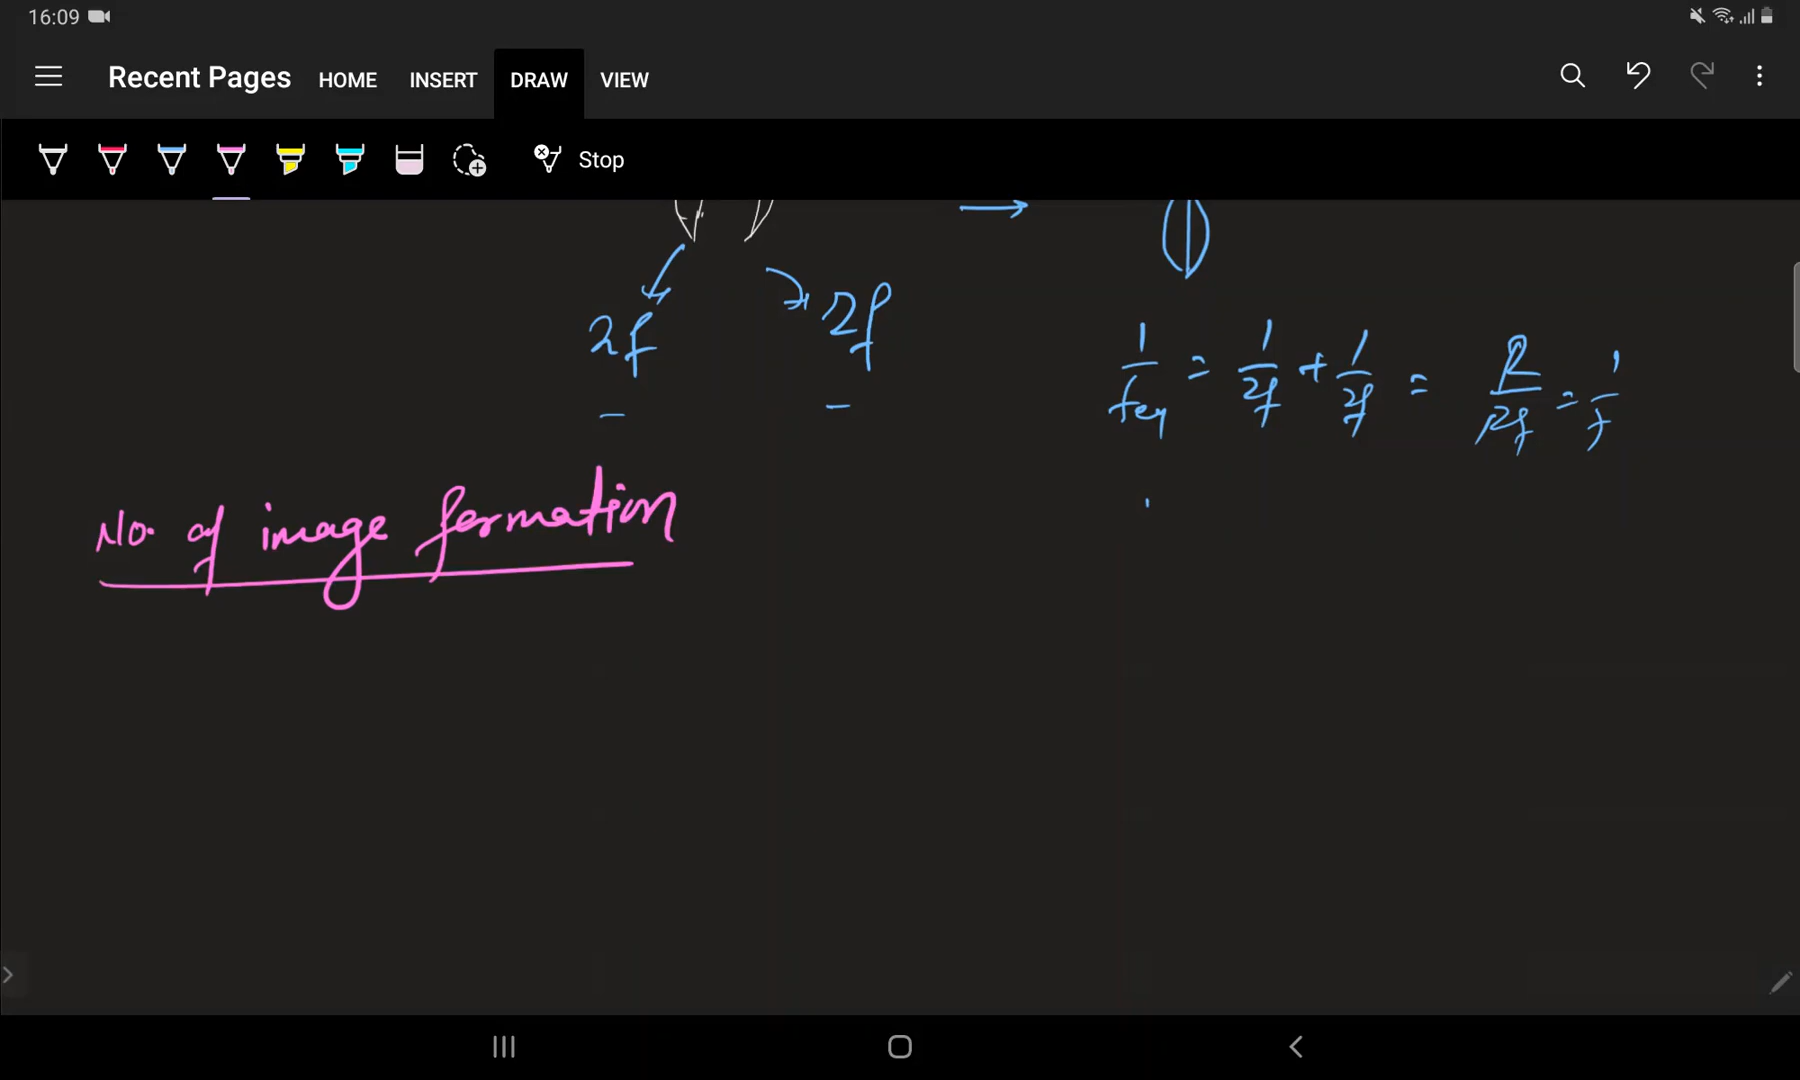 16:09
Recent Pages HOME INSERT DRAW VIEW
Stop
2f 2f
1/feq = 1/2f + 1/2f = 2/2f = 1/f
No. of image formation